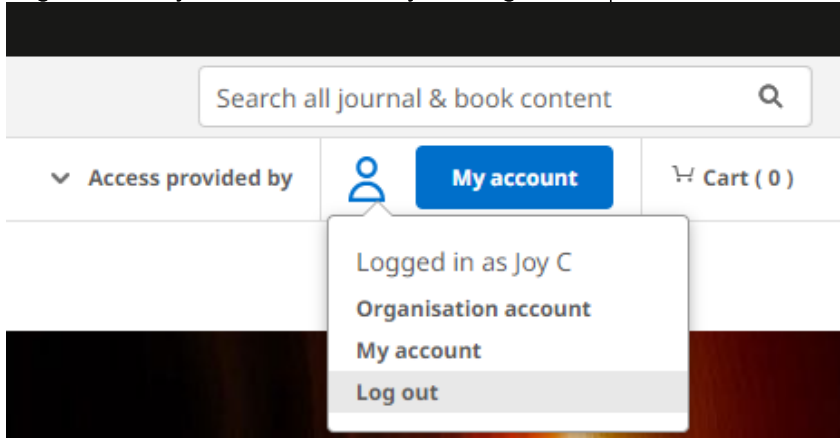 Search all journal & book content
Access provided by
My account
Cart ( 0 )
Logged in as Joy C
Organisation account
My account
Log out